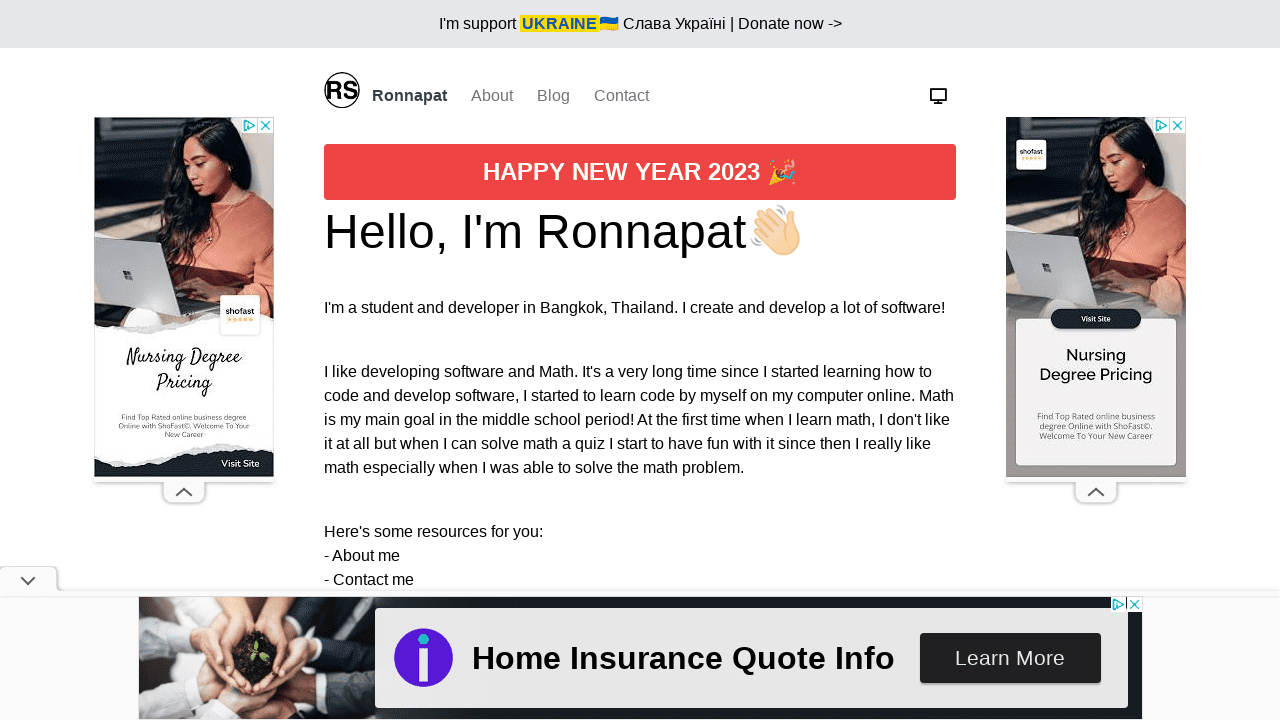 I'm support UKRAINE🇺🇦 Слава Україні | Donate now ->
RS Ronnapat About Blog Contact
HAPPY NEW YEAR 2023 🎉
Hello, I'm Ronnapat👋🏻
I'm a student and developer in Bangkok, Thailand. I create and develop a lot of software!
I like developing software and Math. It's a very long time since I started learning how to
code and develop software, I started to learn code by myself on my computer online. Math
is my main goal in the middle school period! At the first time when I learn math, I don't like
it at all but when I can solve math a quiz I start to have fun with it since then I really like
math especially when I was able to solve the math problem.
Here's some resources for you:
- About me
- Contact me
shofast
Nursing Degree
Pricing
Find Top Rated online business degree
Online with ShoFast©. Welcome To Your
New Career
Visit Site
shofast
Visit Site
Nursing
Degree Pricing
Find Top Rated online business
degree Online with ShoFast©.
Welcome To Your New Career
Home Insurance Quote Info
Learn More